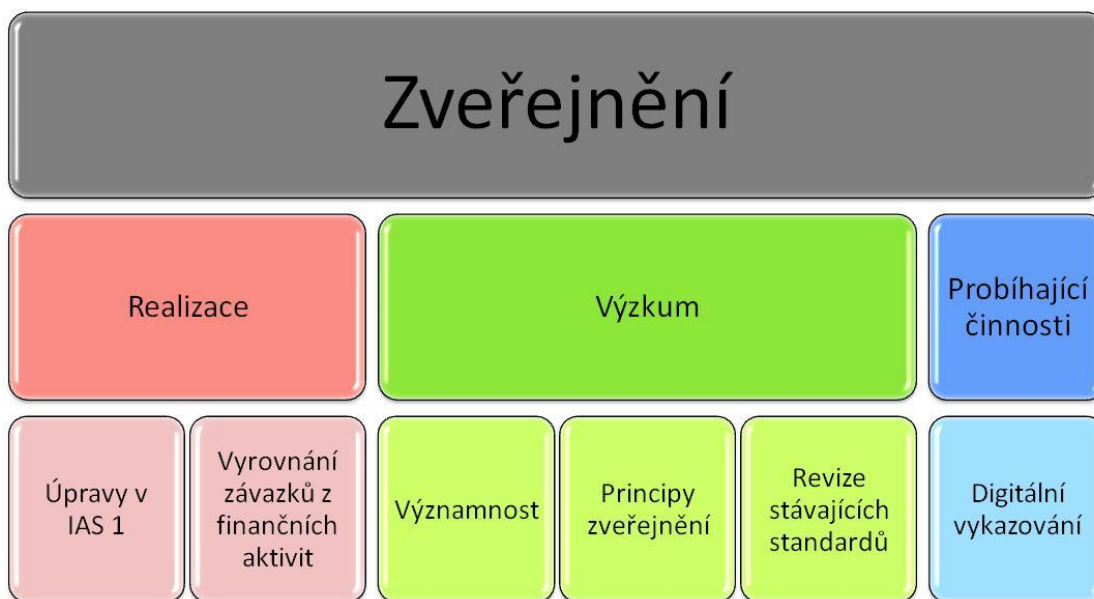 Zveřejnění
Realizace
Výzkum
Probíhající
činnosti
Úpravy v
IAS 1
Vyrovnání
závazků z
finančních
aktivit
Významnost
Principy
zveřejnění
Revize
stávajících
standardů
Digitální
vykazování